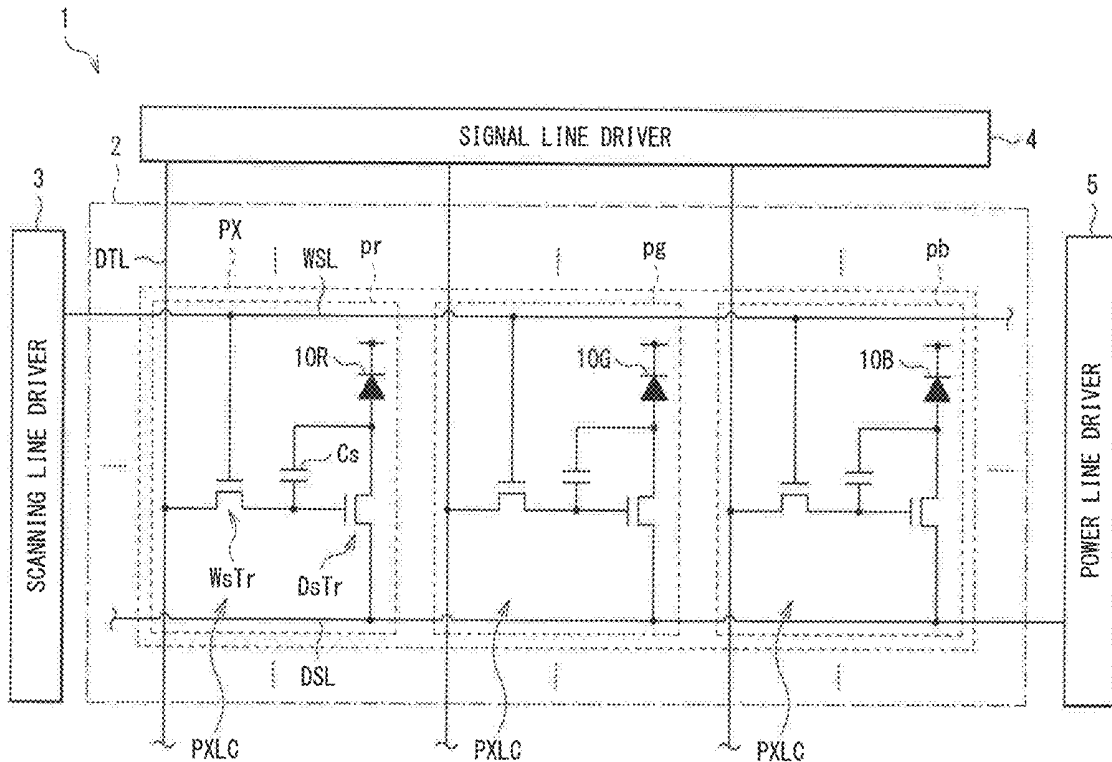 1
SIGNAL LINE DRIVER
4
2
3
5
PX
DTL
WSL
pr
pg
pb
SCANNING LINE DRIVER
POWER LINE DRIVER
10R
10G
10B
Cs
WsTr
DsTr
DSL
PXLC
PXLC
PXLC